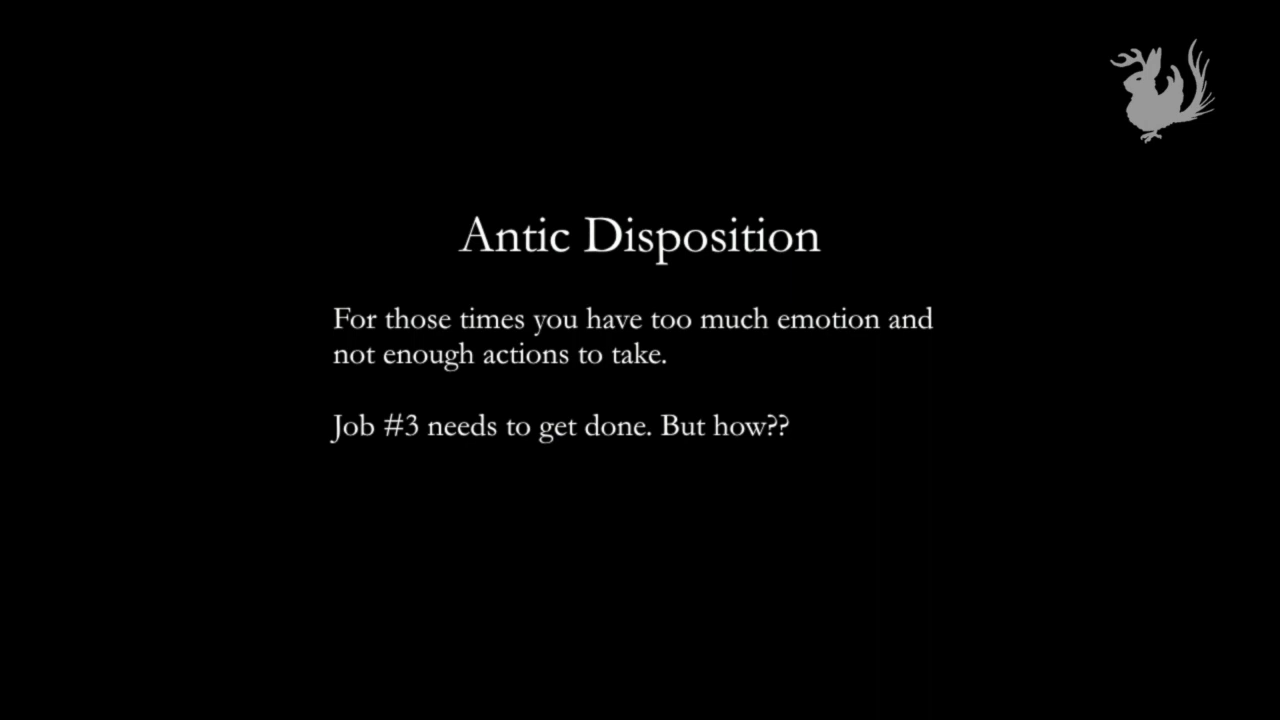 Antic Disposition
For those times you have too much emotion and
not enough actions to take.
Job #3 needs to get done. But how??